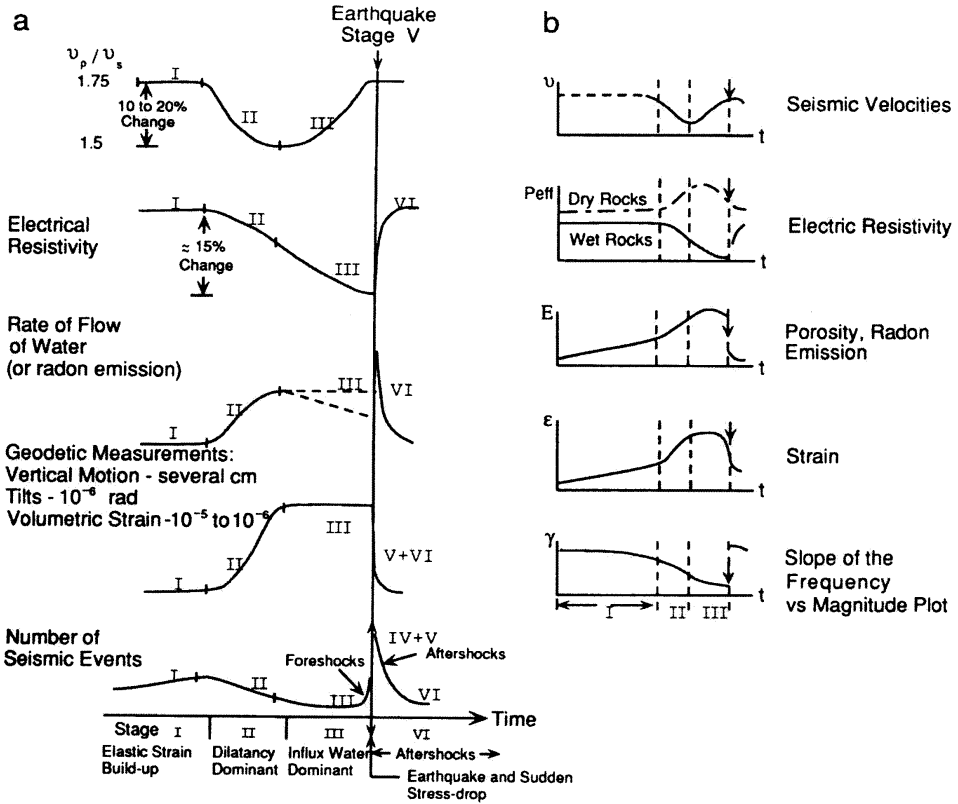 a
Earthquake
Stage V
υp / υs
1.75
I
10 to 20%
Change
II
III
1.5
Electrical
Resistivity
I
II
VI
≈ 15%
Change
III
Rate of Flow
of Water
(or radon emission)
III
VI
II
I
Geodetic Measurements:
Vertical Motion - several cm
Tilts - 10⁻⁶ rad
Volumetric Strain -10⁻⁵ to 10⁻⁶
III
II
V+VI
I
Number of
Seismic Events
IV+V
Foreshocks
Aftershocks
I
II
III
VI
Time
Stage I II III VI
Elastic Strain
Build-up
Dilatancy
Dominant
Influx Water
Dominant
Aftershocks
Earthquake and Sudden
Stress-drop
b
υ
t
Seismic Velocities
Peff
Dry Rocks
Wet Rocks
t
Electric Resistivity
E
t
Porosity, Radon
Emission
ε
t
Strain
γ
t
I II III
Slope of the
Frequency
vs Magnitude Plot